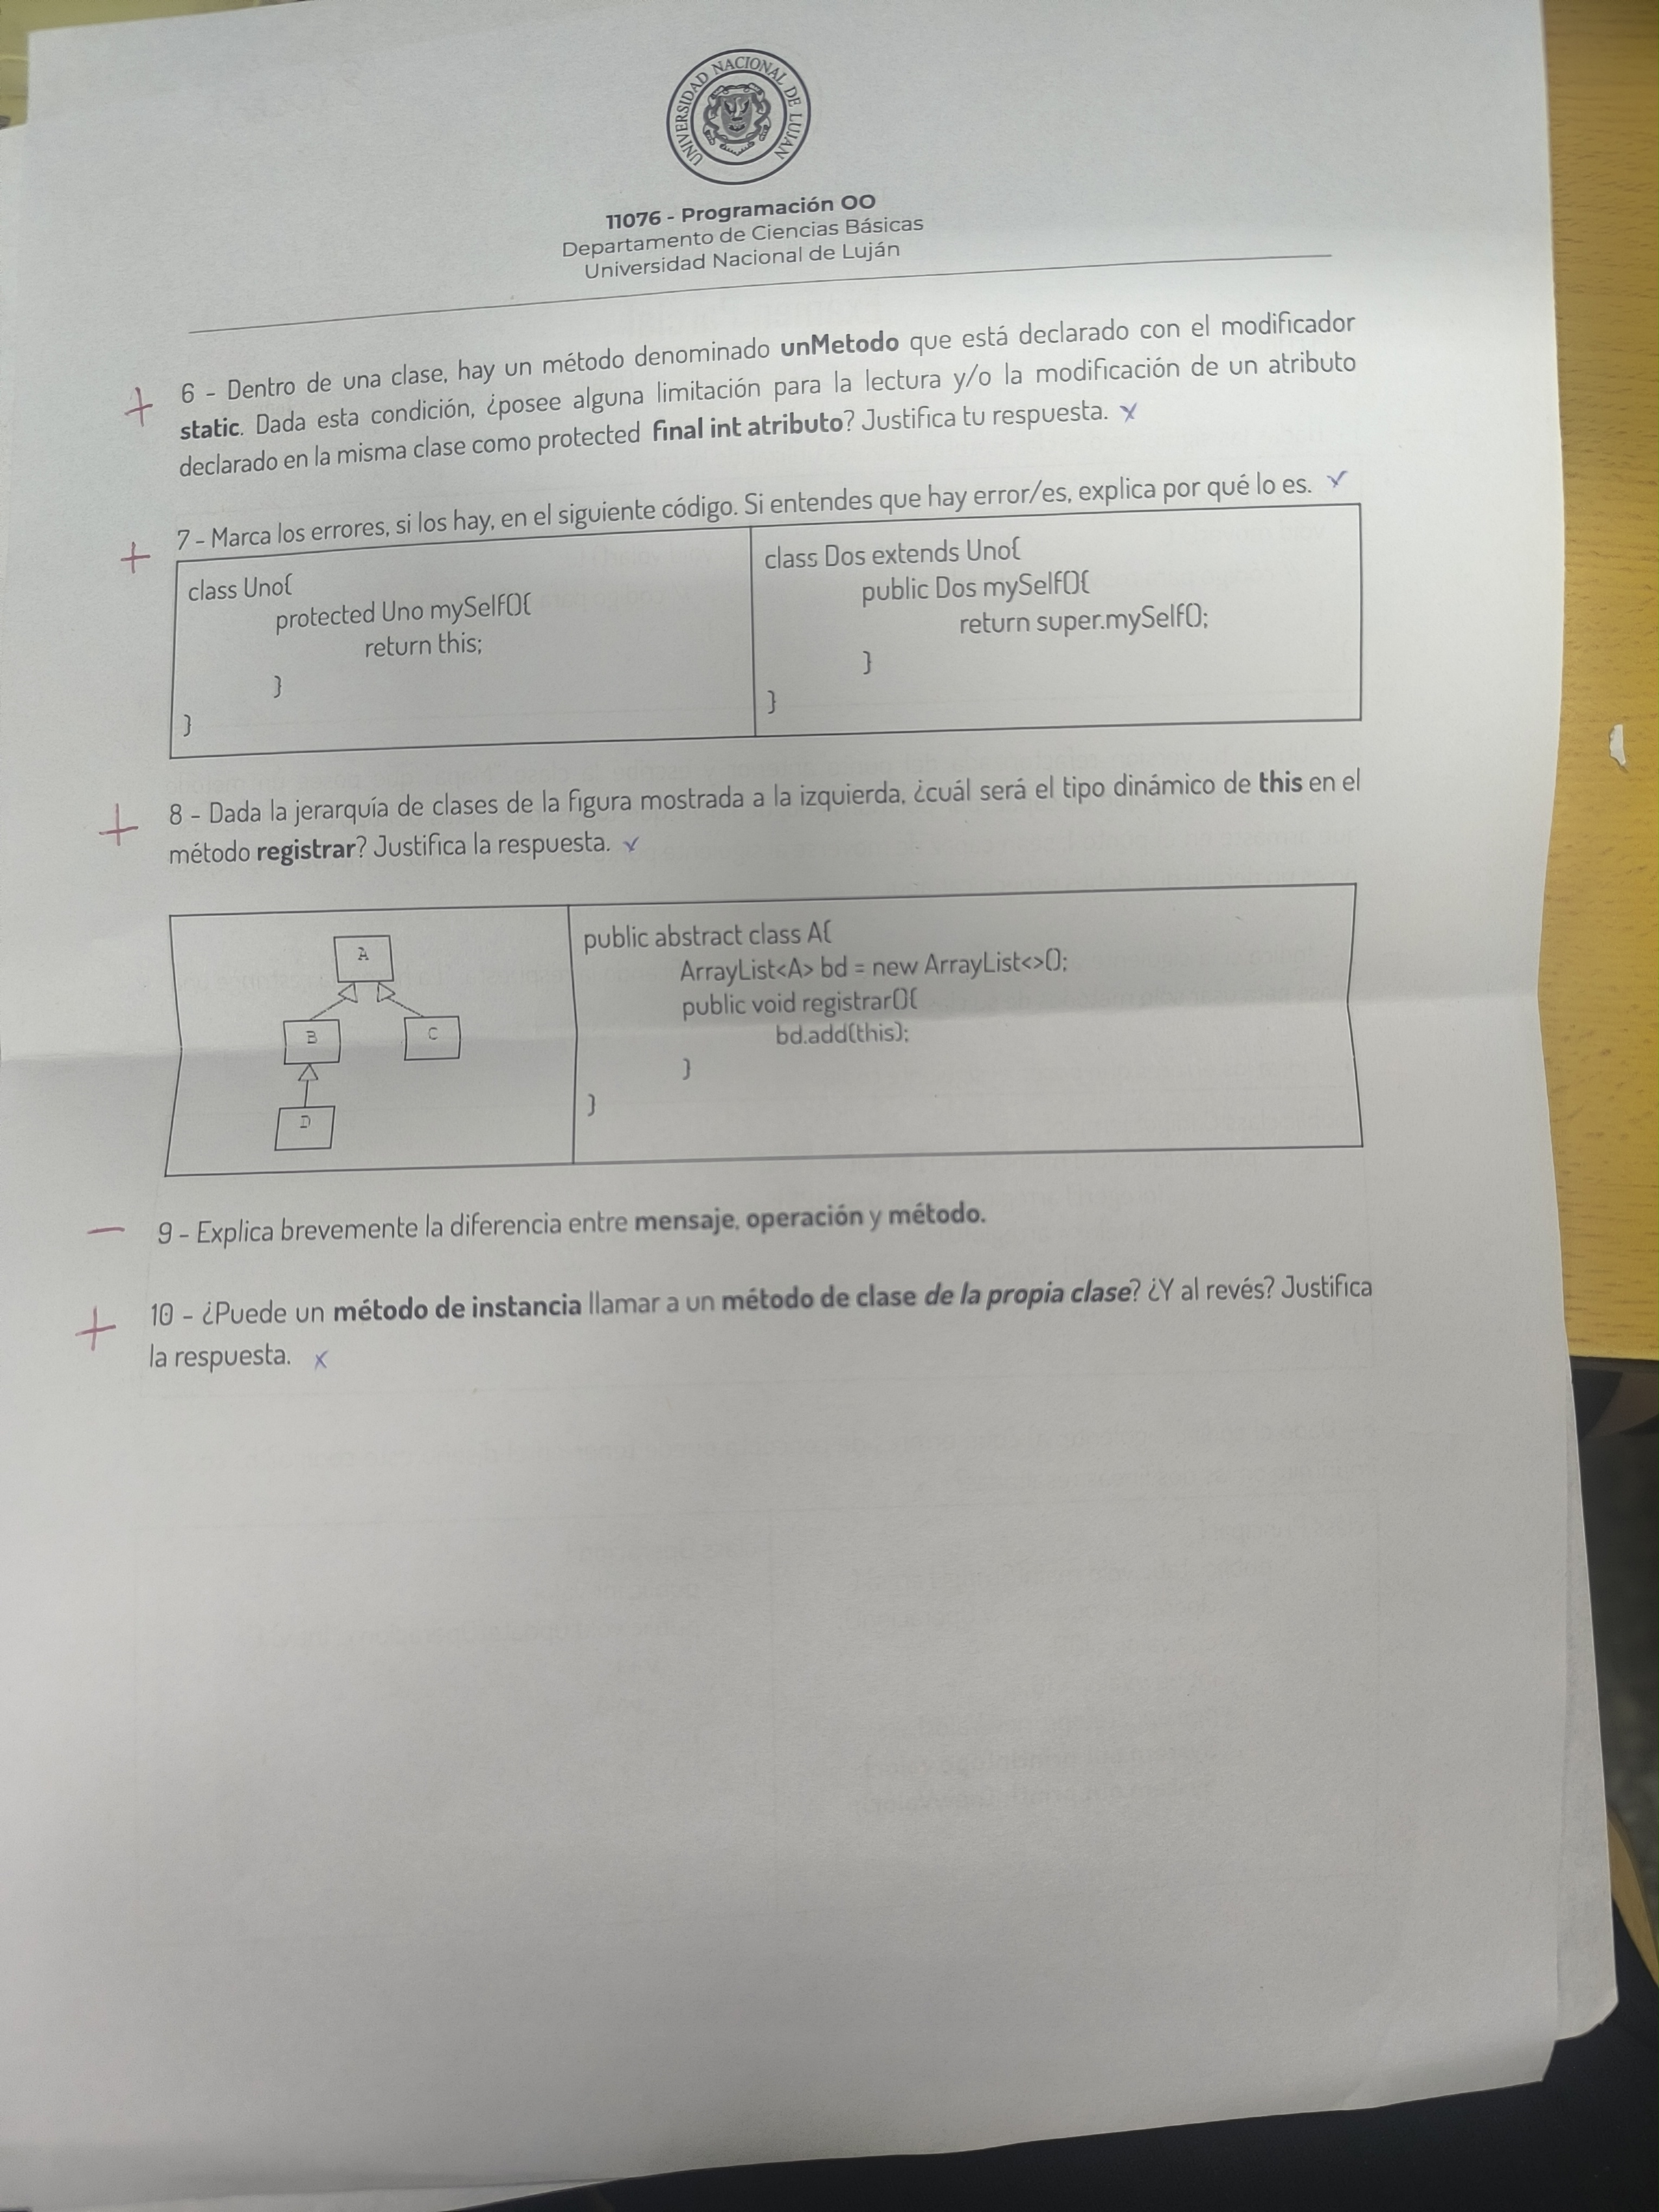 UNIVERSIDAD NACIONAL DE LUJAN
11076 - Programación OO
Departamento de Ciencias Básicas
Universidad Nacional de Luján
6 - Dentro de una clase, hay un método denominado unMetodo que está declarado con el modificador
static. Dada esta condición, ¿posee alguna limitación para la lectura y/o la modificación de un atributo
declarado en la misma clase como protected final int atributo? Justifica tu respuesta. x
7 - Marca los errores, si los hay, en el siguiente código. Si entendes que hay error/es, explica por qué lo es.
class Uno{
protected Uno mySelf(){
return this;
}
}
class Dos extends Uno{
public Dos mySelf(){
return super.mySelf();
}
}
8 - Dada la jerarquía de clases de la figura mostrada a la izquierda, ¿cuál será el tipo dinámico de this en el
método registrar? Justifica la respuesta.
A
B
C
D
public abstract class A{
ArrayList<A> bd = new ArrayList<>();
public void registrar(){
bd.add(this);
}
}
9 - Explica brevemente la diferencia entre mensaje, operación y método.
10 - ¿Puede un método de instancia llamar a un método de clase de la propia clase? ¿Y al revés? Justifica
la respuesta. x